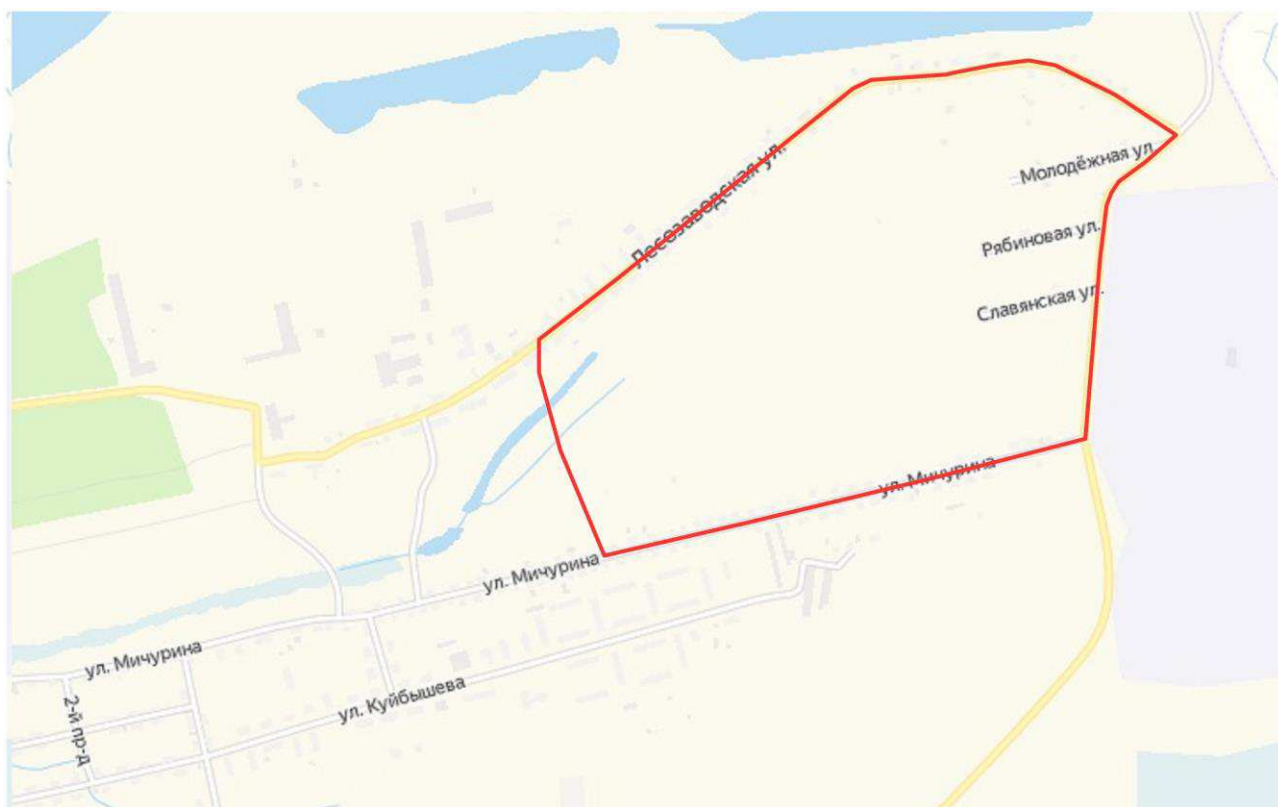 Молодёжная ул.
Лесозаводская ул.
Рябиновая ул.
Славянская ул.
ул. Мичурина
ул. Мичурина
ул. Мичурина
ул. Куйбышева
2-й пр-д